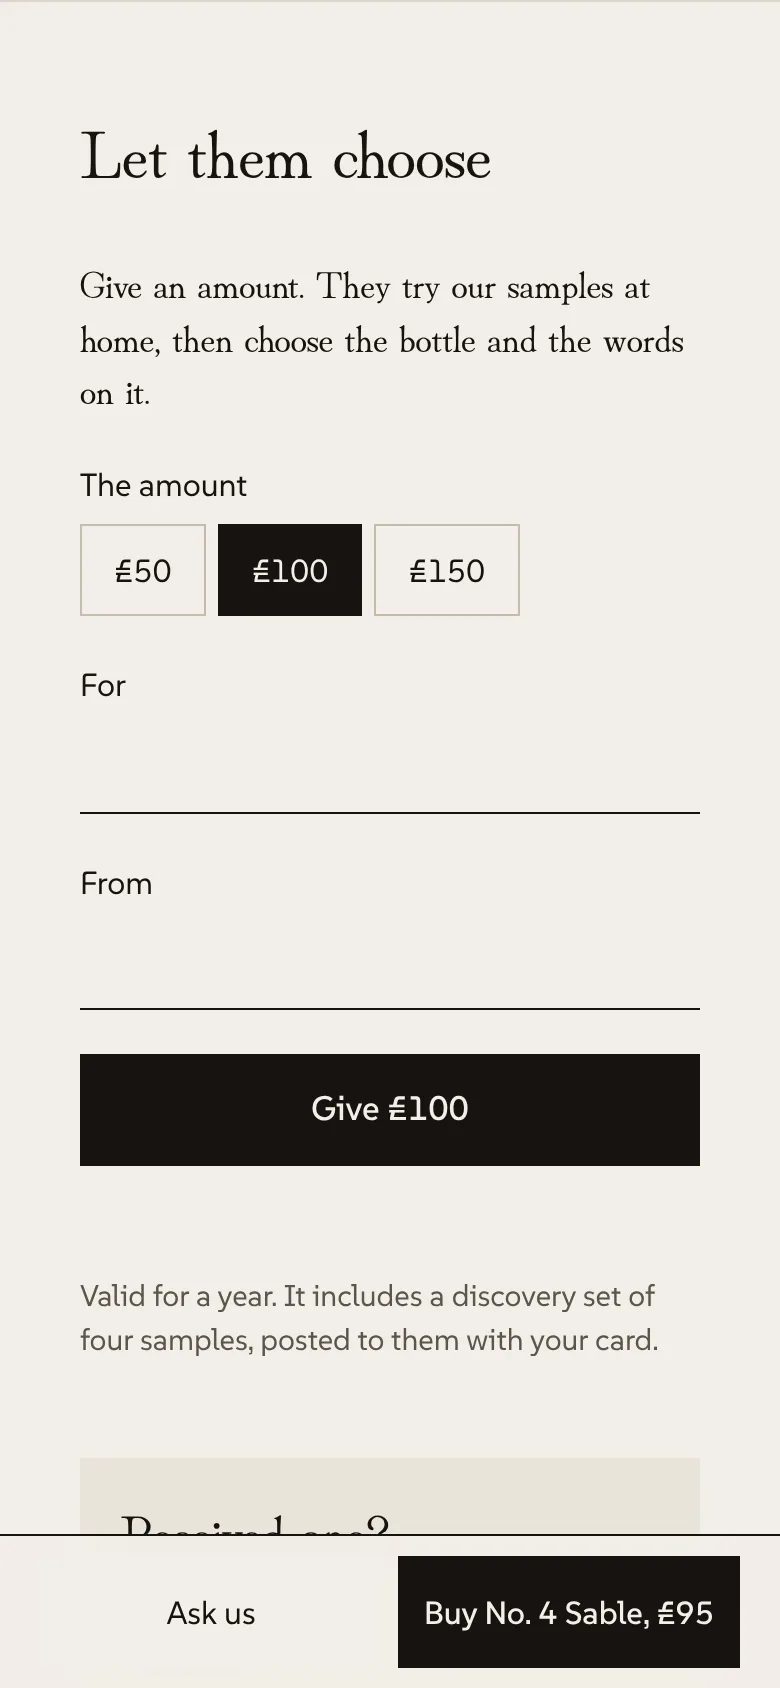 Let them choose
Give an amount. They try our samples at
home, then choose the bottle and the words
on it.
The amount
£50 £100 £150
For
From
Give £100
Valid for a year. It includes a discovery set of
four samples, posted to them with your card.
Received one?
Ask us
Buy No. 4 Sable, £95